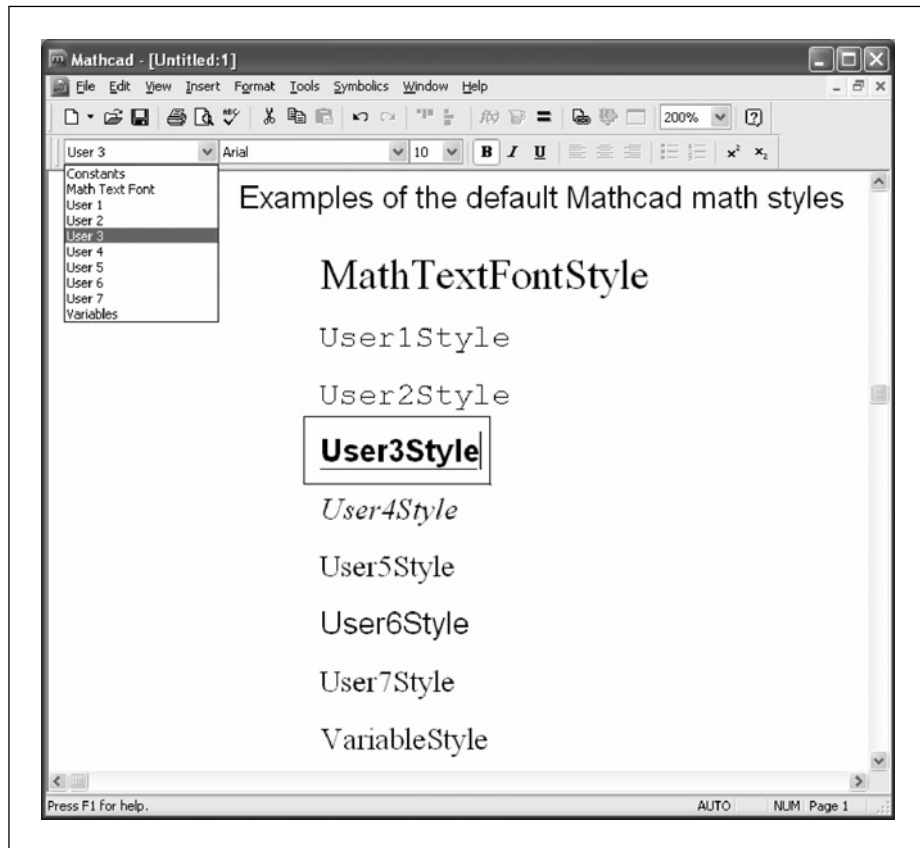 Mathcad - [Untitled:1]
File Edit View Insert Format Tools Symbolics Window Help
200%
User 3 Arial 10 B I U x² x₂
Constants
Math Text Font
User 1
User 2
User 3
User 4
User 5
User 6
User 7
Variables
Examples of the default Mathcad math styles
MathTextFontStyle
User1Style
User2Style
User3Style
User4Style
User5Style
User6Style
User7Style
VariableStyle
Press F1 for help. AUTO NUM Page 1